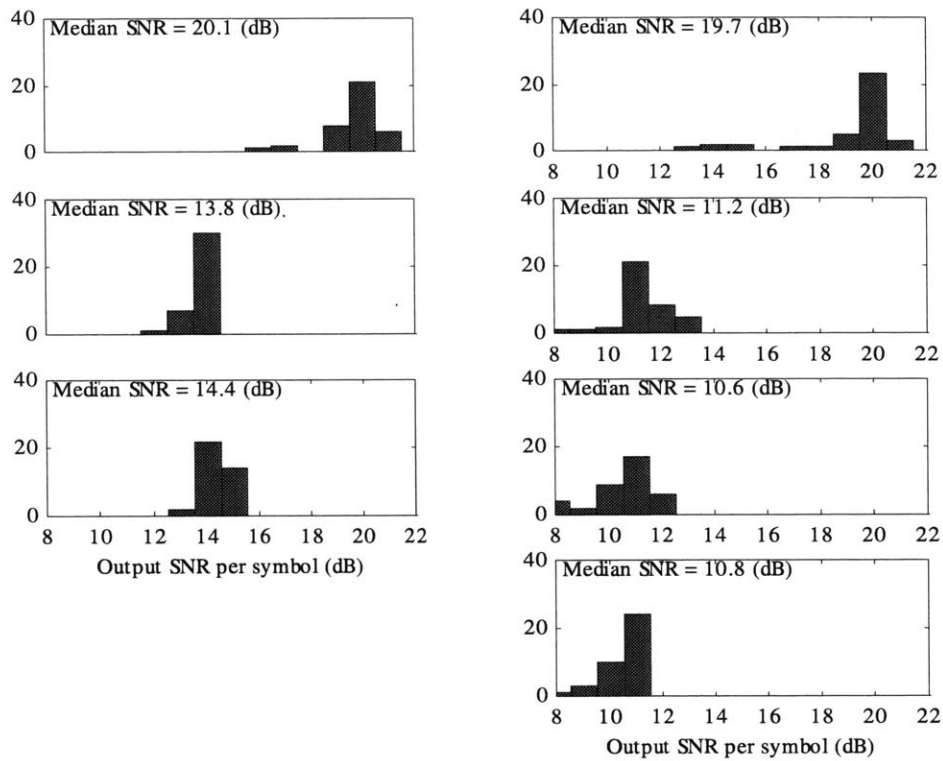 40
Median SNR = 20.1 (dB)
20
0
40
Median SNR = 13.8 (dB)
20
0
40
Median SNR = 14.4 (dB)
20
0
8 10 12 14 16 18 20 22
Output SNR per symbol (dB)
40
Median SNR = 19.7 (dB)
20
0
8 10 12 14 16 18 20 22
40
Median SNR = 11.2 (dB)
20
0
8 10 12 14 16 18 20 22
40
Median SNR = 10.6 (dB)
20
0
8 10 12 14 16 18 20 22
40
Median SNR = 10.8 (dB)
20
0
8 10 12 14 16 18 20 22
Output SNR per symbol (dB)